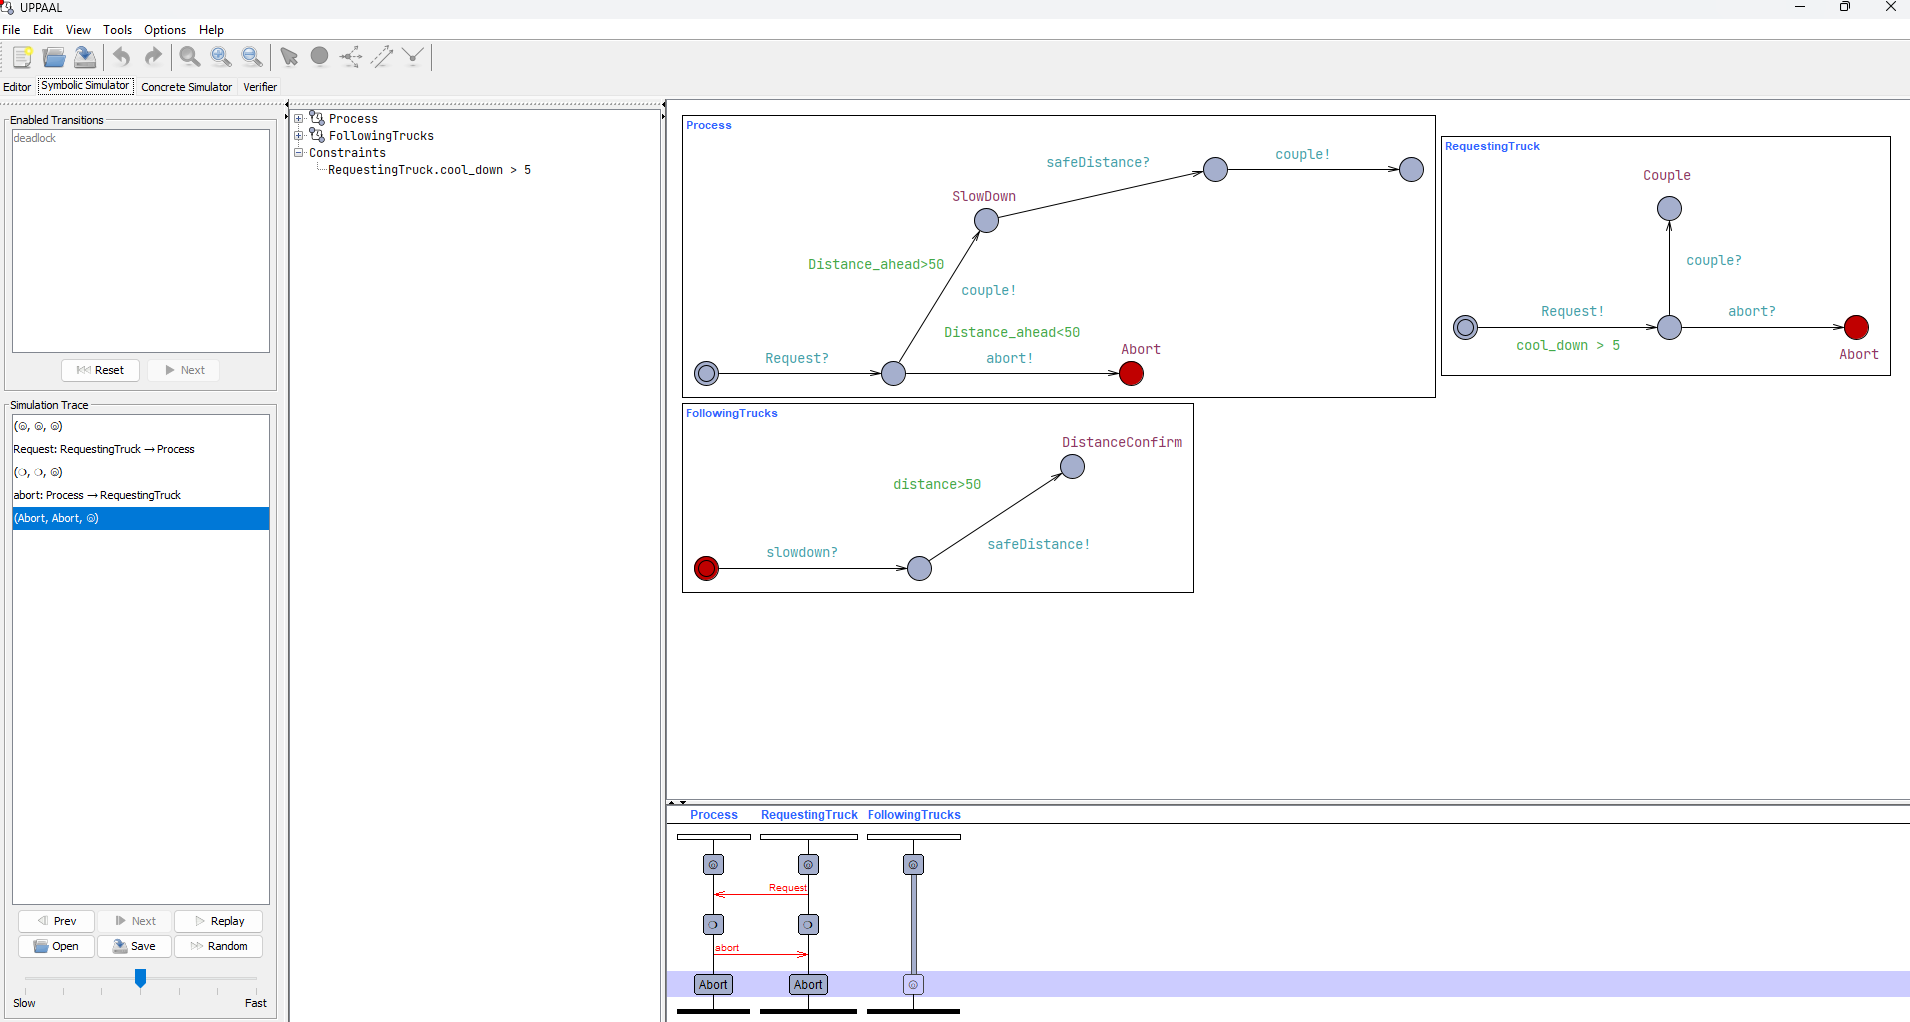 UPPAAL
File Edit View Tools Options Help
Editor Symbolic Simulator Concrete Simulator Verifier
Enabled Transitions
deadlock
Reset Next
Simulation Trace
(◎, ◎, ◎)
Request: RequestingTruck → Process
(○, ○, ◎)
abort: Process → RequestingTruck
(Abort, Abort, ◎)
Prev Next Replay
Open Save Random
Slow Fast
Process
FollowingTrucks
Constraints
RequestingTruck.cool_down > 5
Process
safeDistance?
couple!
SlowDown
Distance_ahead>50
couple!
Distance_ahead<50
Request?
abort!
Abort
RequestingTruck
Couple
couple?
Request!
abort?
cool_down > 5
Abort
FollowingTrucks
DistanceConfirm
distance>50
slowdown?
safeDistance!
Process RequestingTruck FollowingTrucks
Request
abort
Abort Abort